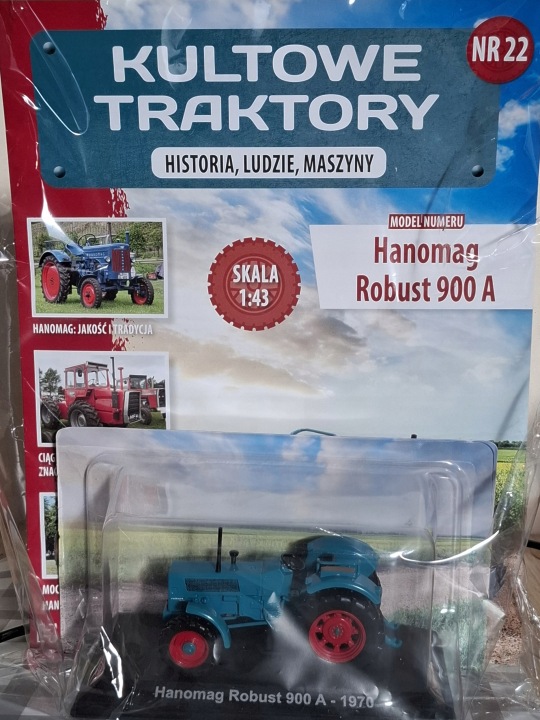 NR 22
KULTOWE
TRAKTORY
HISTORIA, LUDZIE, MASZYNY
MODEL NUMERU
Hanomag
Robust 900 A
SKALA
1:43
HANOMAG: JAKOŚĆ I TRADYCJA
Hanomag Robust 900 A - 1970